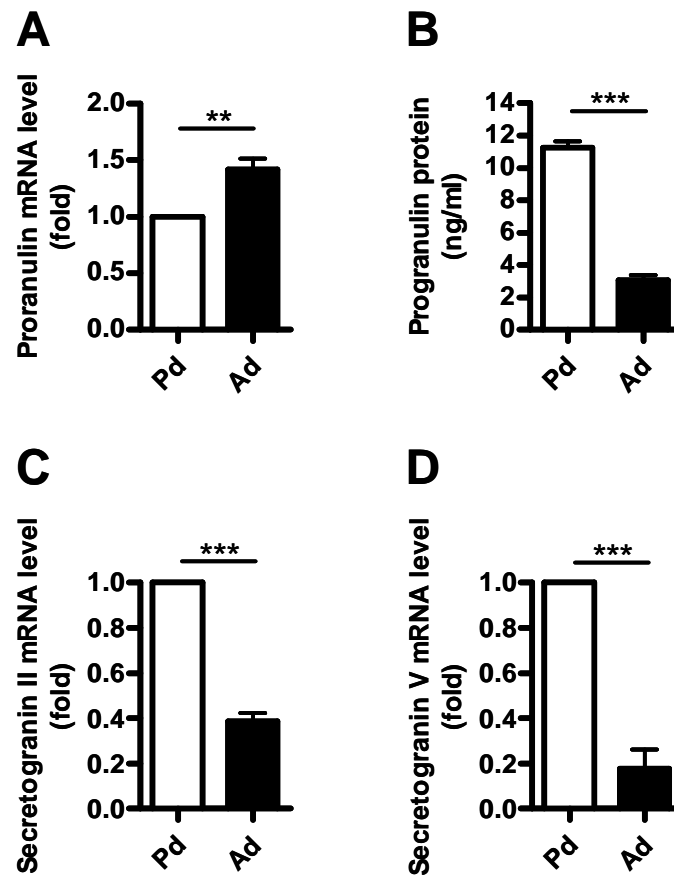 A
Proranulin mRNA level
(fold)
2.0
1.5
1.0
0.5
0.0
**
Pd
Ad
B
Progranulin protein
(ng/ml)
14
12
10
8
6
4
2
0
***
Pd
Ad
C
Secretogranin II mRNA level
(fold)
1.0
0.8
0.6
0.4
0.2
0.0
***
Pd
Ad
D
Secretogranin V mRNA level
(fold)
1.0
0.8
0.6
0.4
0.2
0.0
***
Pd
Ad